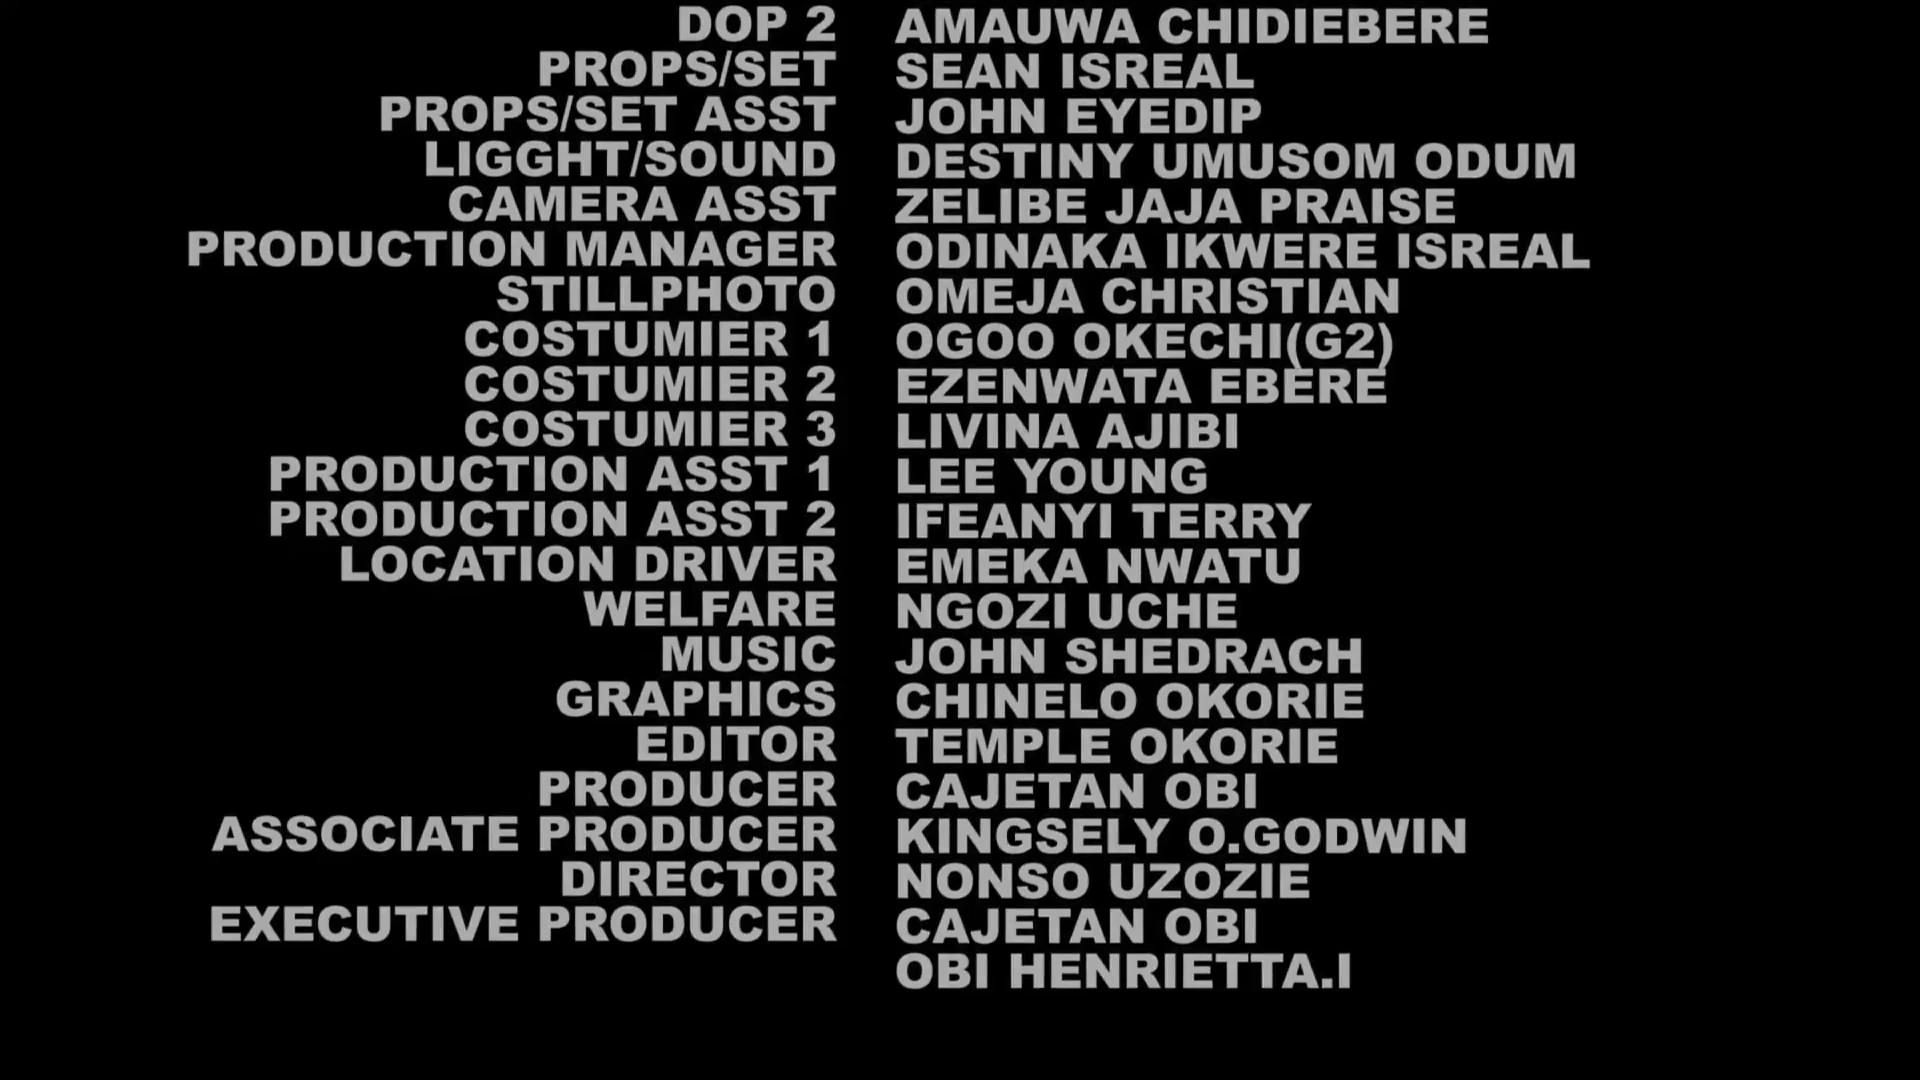 DOP 2 AMAUWA CHIDIEBERE
PROPS/SET SEAN ISREAL
PROPS/SET ASST JOHN EYEDIP
LIGGHT/SOUND DESTINY UMUSOM ODUM
CAMERA ASST ZELIBE JAJA PRAISE
PRODUCTION MANAGER ODINAKA IKWERE ISREAL
STILLPHOTO OMEJA CHRISTIAN
COSTUMIER 1 OGOO OKECHI(G2)
COSTUMIER 2 EZENWATA EBERE
COSTUMIER 3 LIVINA AJIBI
PRODUCTION ASST 1 LEE YOUNG
PRODUCTION ASST 2 IFEANYI TERRY
LOCATION DRIVER EMEKA NWATU
WELFARE NGOZI UCHE
MUSIC JOHN SHEDRACH
GRAPHICS CHINELO OKORIE
EDITOR TEMPLE OKORIE
PRODUCER CAJETAN OBI
ASSOCIATE PRODUCER KINGSELY O.GODWIN
DIRECTOR NONSO UZOZIE
EXECUTIVE PRODUCER CAJETAN OBI
OBI HENRIETTA.I